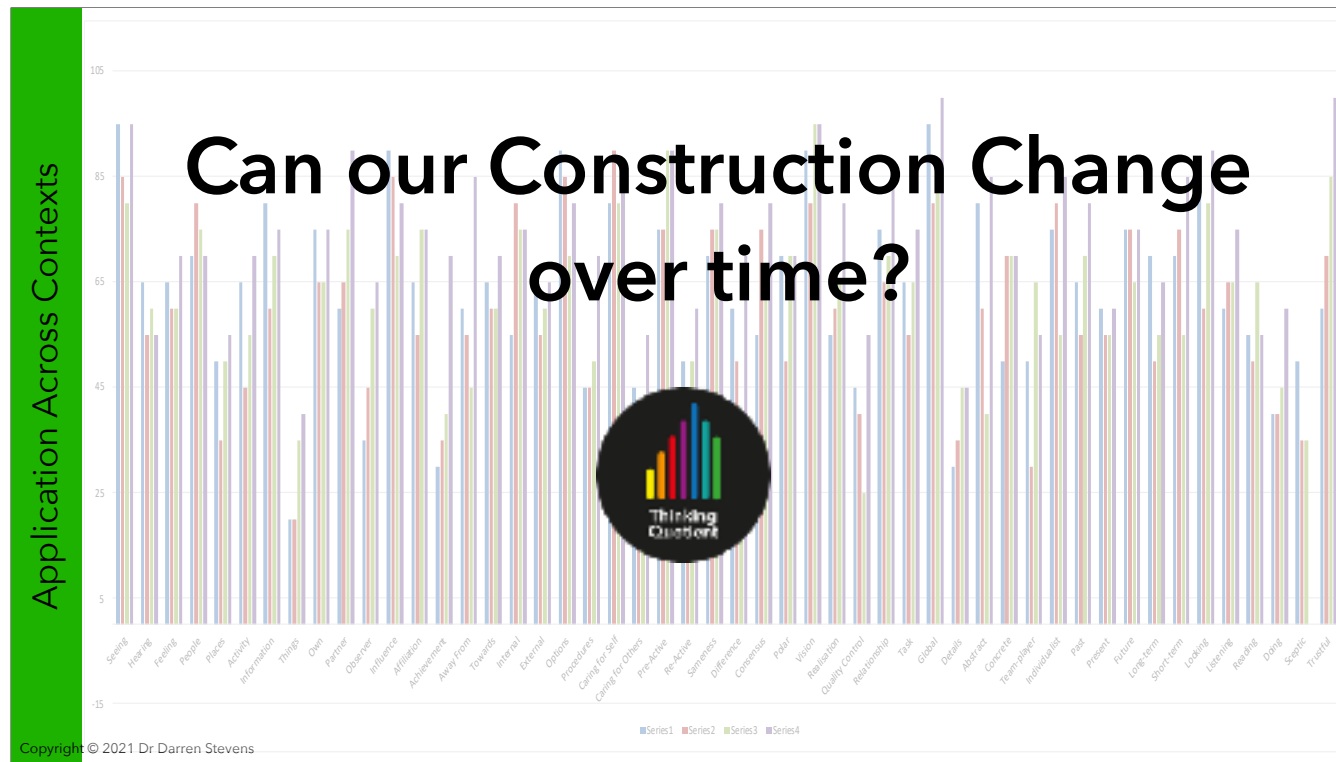 Application Across Contexts
Can our Construction Change
over time?
105
85
65
45
25
5
-15
Thinking
Quotient
Seeing
Hearing
Feeling
People
Places
Activity
Information
Things
Own
Partner
Observer
Influence
Affiliation
Achievement
Away From
Towards
Internal
External
Options
Procedures
Caring for Self
Caring for Others
Pre-Active
Re-Active
Sameness
Difference
Consensus
Polar
Vision
Realisation
Quality Control
Relationship
Task
Global
Details
Abstract
Concrete
Team-player
Individualist
Past
Present
Future
Long-term
Short-term
Looking
Listening
Reading
Doing
Sceptic
Trustful
Series1 Series2 Series3 Series4
Copyright © 2021 Dr Darren Stevens